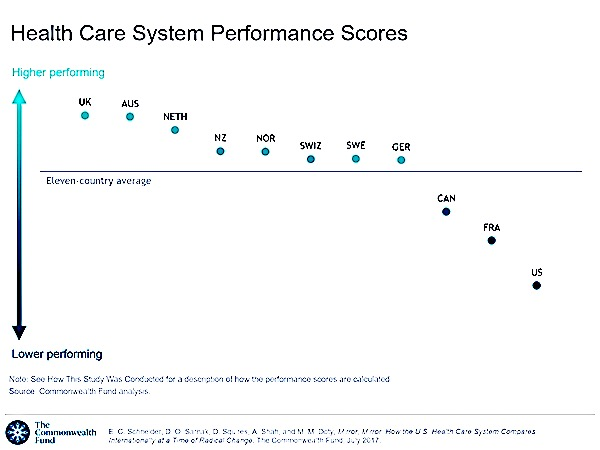 Health Care System Performance Scores
Higher performing
UK
AUS
NETH
NZ
NOR
SWIZ
SWE
GER
Eleven-country average
CAN
FRA
US
Lower performing
Note: See How This Study Was Conducted for a description of how the performance scores are calculated.
Source: Commonwealth Fund analysis.
The
Commonwealth
Fund
E. C. Schneider, D. O. Sarnak, D. Squires, A. Shah, and M. M. Doty, Mirror, Mirror: How the U.S. Health Care System Compares
Internationally at a Time of Radical Change, The Commonwealth Fund, July 2017.